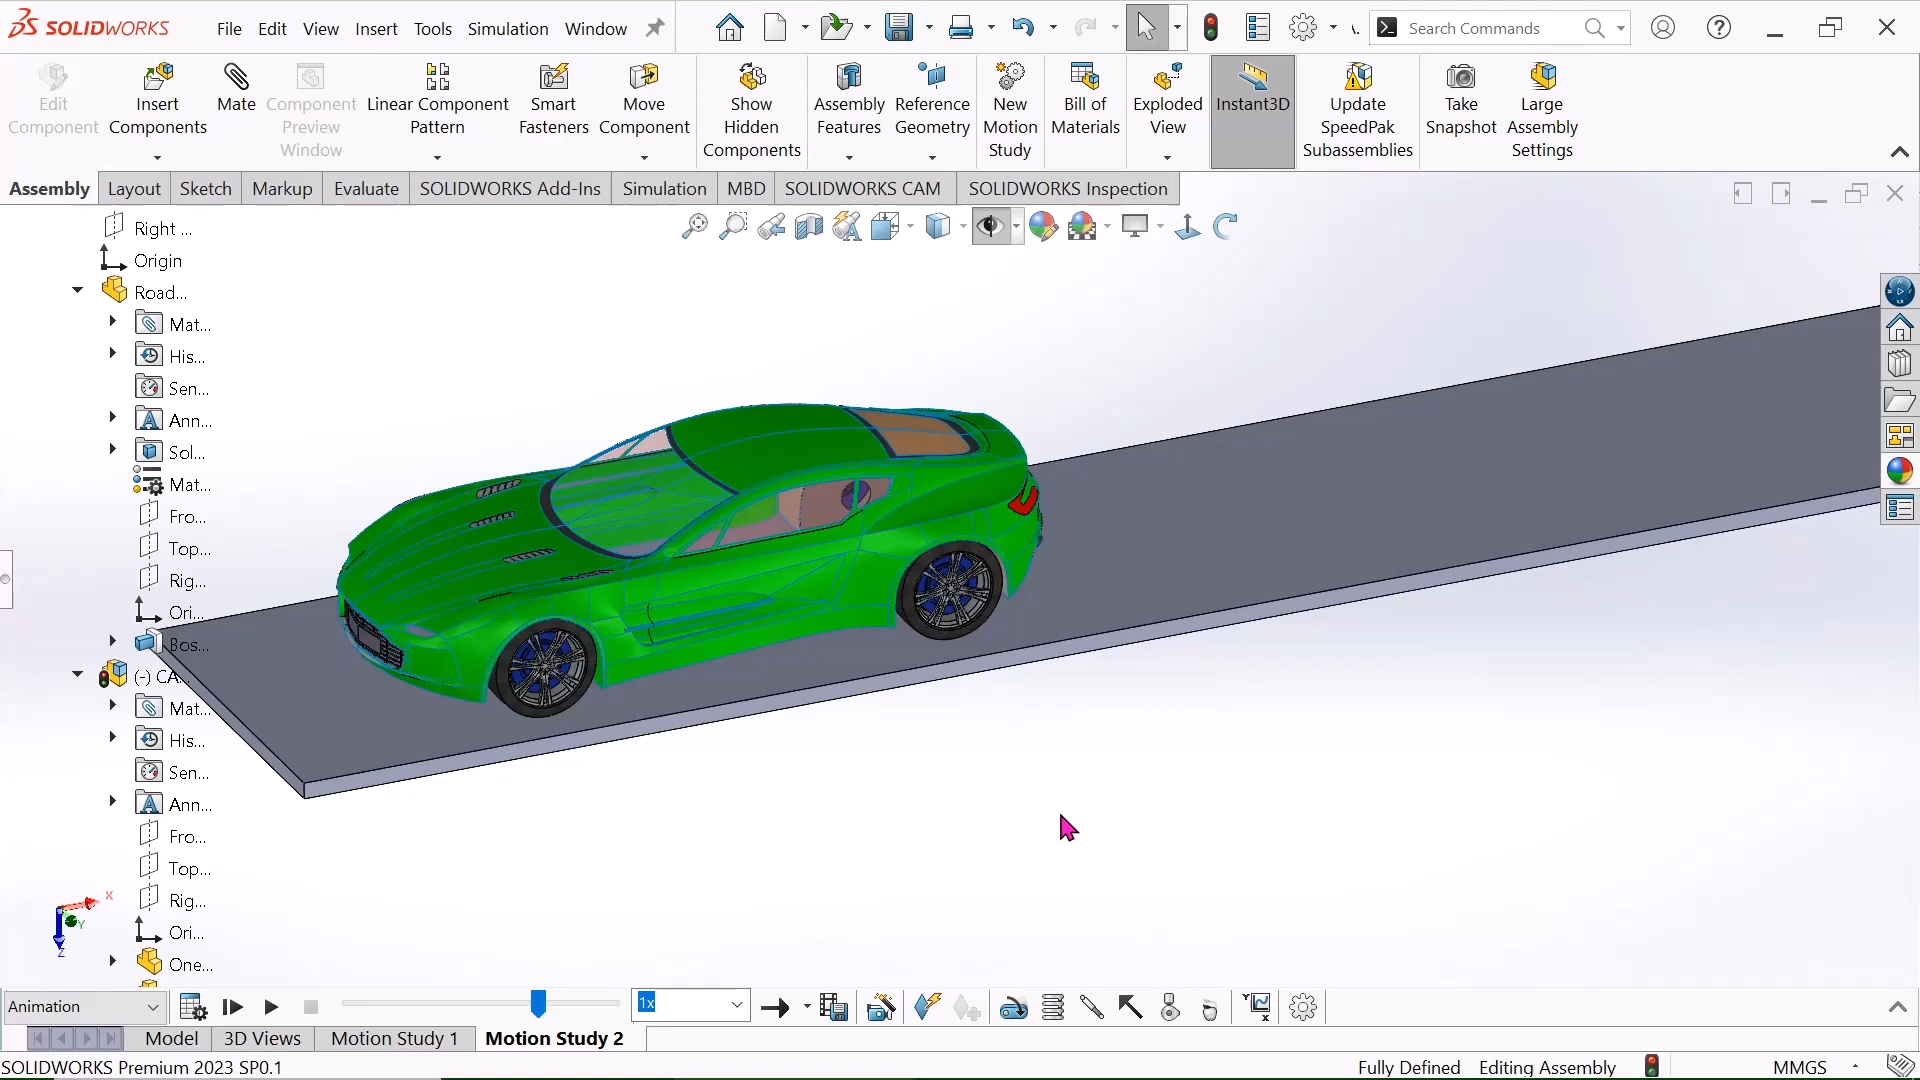 SOLIDWORKS File Edit View Insert Tools Simulation Window Search Commands
Edit Component
Insert Components
Mate
Component Preview Window
Linear Component Pattern
Smart Fasteners
Move Component
Show Hidden Components
Assembly Features
Reference Geometry
New Motion Study
Bill of Materials
Exploded View
Instant3D
Update SpeedPak Subassemblies
Take Snapshot
Large Assembly Settings
Assembly Layout Sketch Markup Evaluate SOLIDWORKS Add-Ins Simulation MBD SOLIDWORKS CAM SOLIDWORKS Inspection
Right ...
Origin
Road...
Mat...
His...
Sen...
Ann...
Sol...
Mat...
Fro...
Top...
Rig...
Ori...
Bos...
(-) CA
Mat...
His...
Sen...
Ann...
Fro...
Top...
Rig...
Ori...
One...
X
Y
Z
Animation 1x
Model 3D Views Motion Study 1 Motion Study 2
SOLIDWORKS Premium 2023 SP0.1 Fully Defined Editing Assembly MMGS